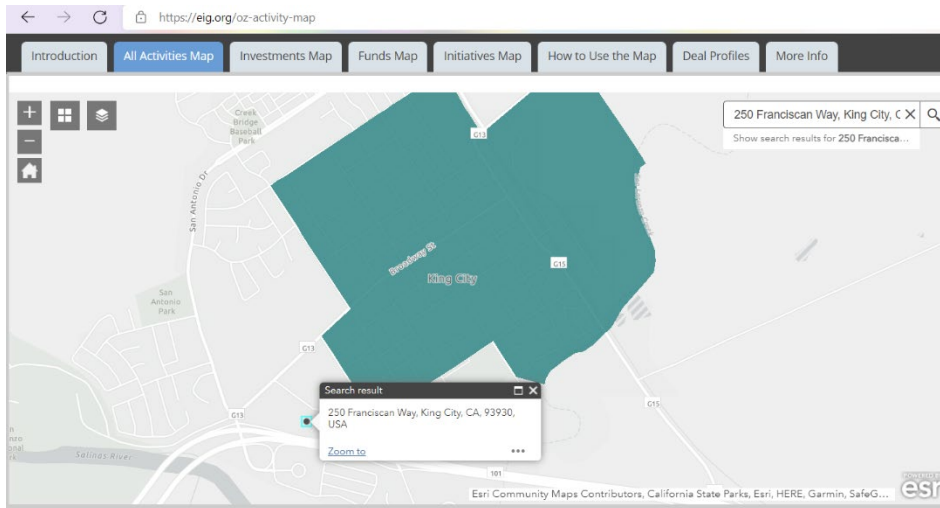 https://eig.org/oz-activity-map
Introduction
All Activities Map
Investments Map
Funds Map
Initiatives Map
How to Use the Map
Deal Profiles
More Info
250 Franciscan Way, King City, C
Show search results for 250 Francisca...
Creek
Bridge
Baseball
Park
G13
San Antonio Dr
Broadway St
King City
G15
San
Antonio
Park
G13
G13
G15
Search result
250 Franciscan Way, King City, CA, 93930,
USA
Zoom to
Salinas River
101
Esri Community Maps Contributors, California State Parks, Esri, HERE, Garmin, SafeG...
esri